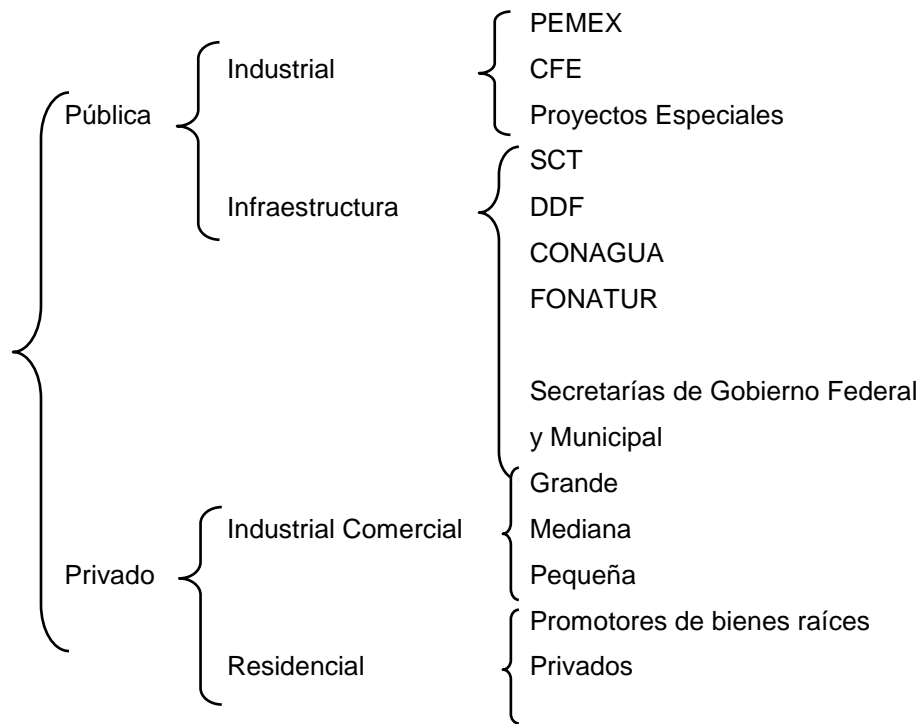 PEMEX
Industrial
CFE
Pública
Proyectos Especiales
SCT
Infraestructura
DDF
CONAGUA
FONATUR
Secretarías de Gobierno Federal
y Municipal
Grande
Industrial Comercial
Mediana
Privado
Pequeña
Promotores de bienes raíces
Residencial
Privados